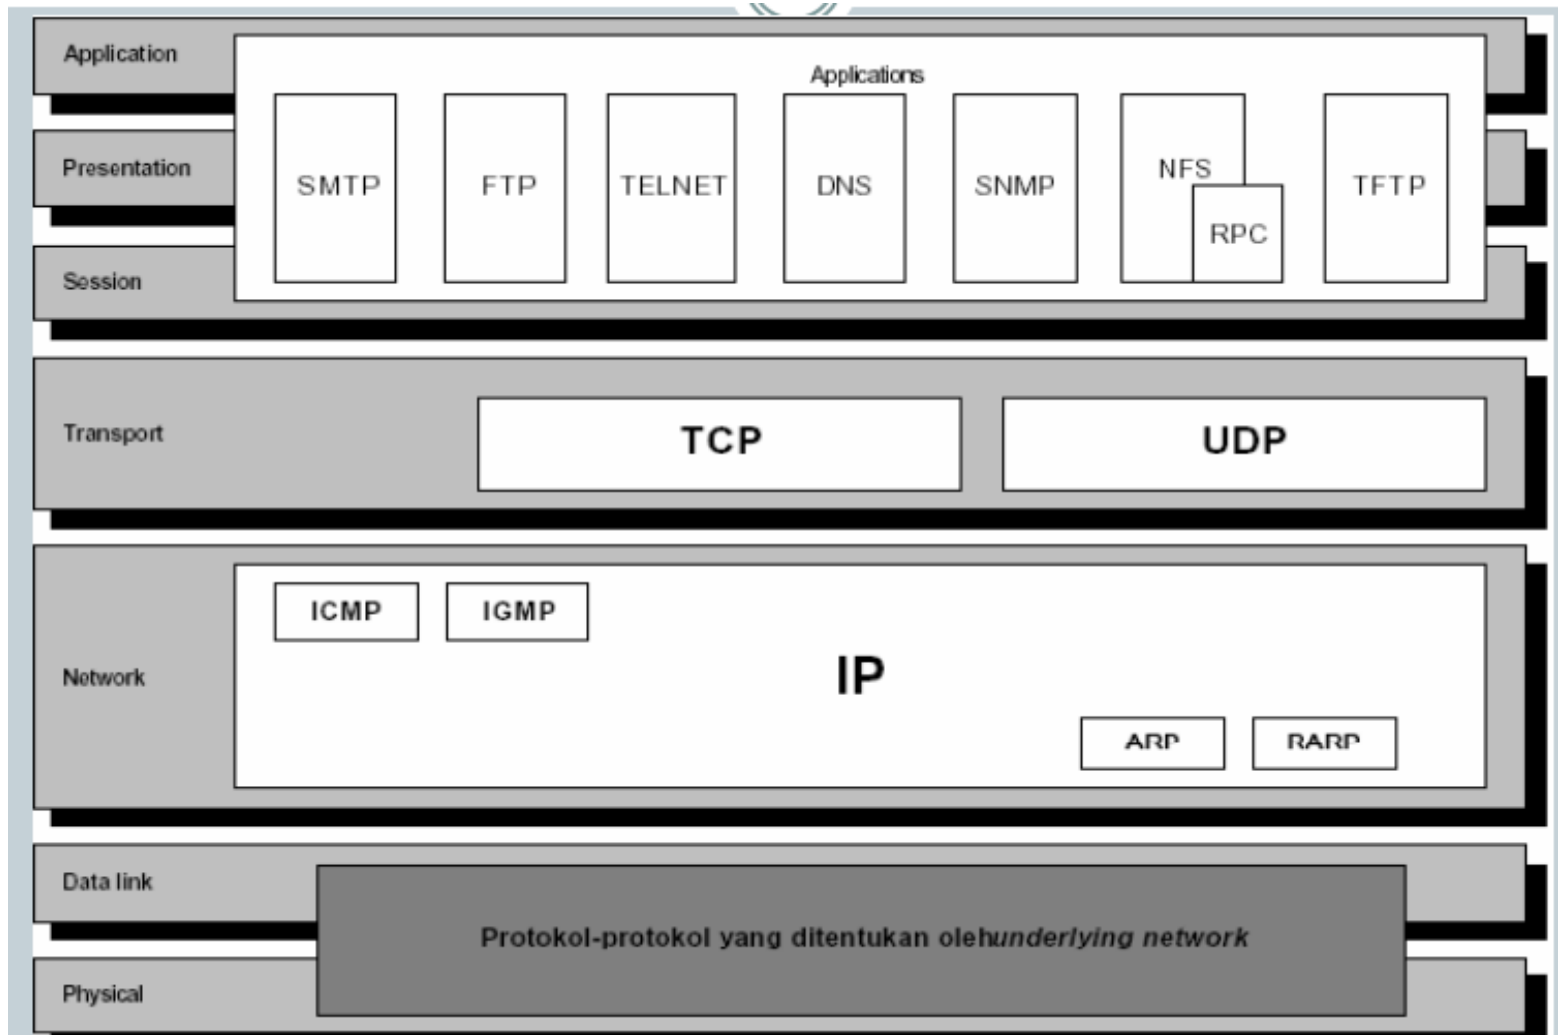 Application
Applications
SMTP
FTP
TELNET
DNS
SNMP
NFS
RPC
TFTP
Presentation
Session
Transport
TCP
UDP
Network
ICMP
IGMP
IP
ARP
RARP
Data link
Protokol-protokol yang ditentukan olehunderlying network
Physical